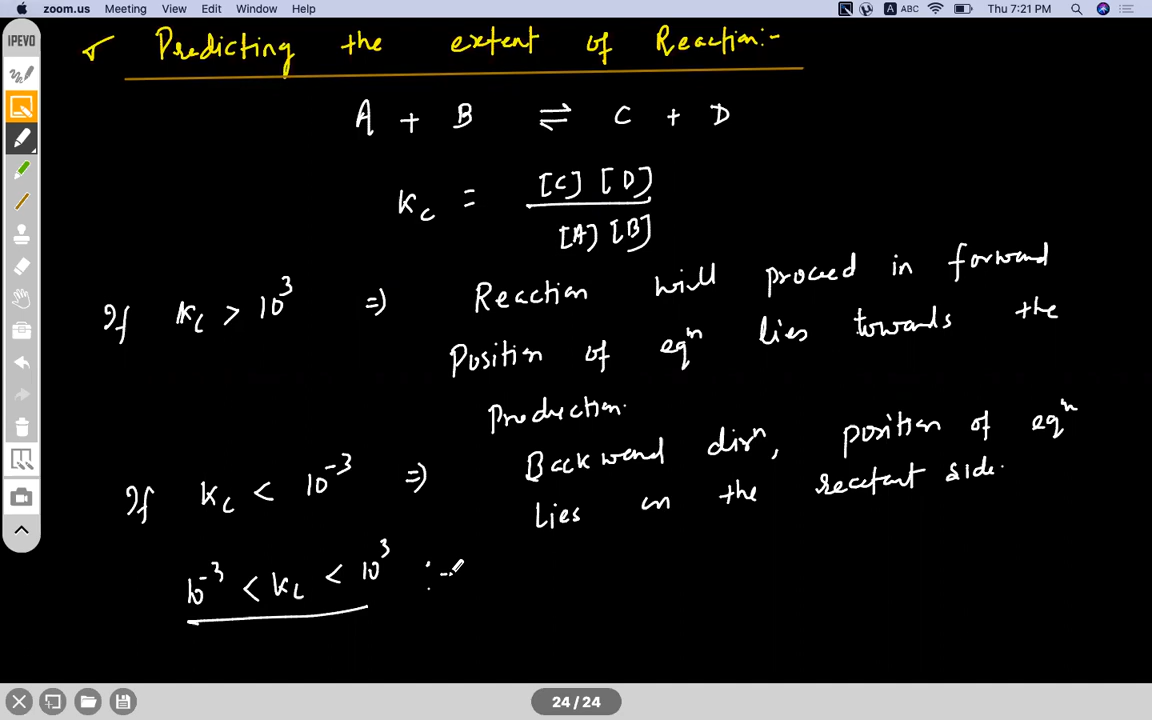 zoom.us Meeting View Edit Window Help A ABC Thu 7:21 PM
IPEVO
Predicting the extent of Reaction:-
A + B ⇌ C + D
Kc = [C] [D] / [A] [B]
If Kc > 10³ ⇒ Reaction will proceed in forward
Position of eqⁿ lies towards the
Production.
If Kc < 10⁻³ ⇒ Backward dirⁿ, position of eqⁿ
lies on the reactant side.
10⁻³ < Kc < 10³ :-
24 / 24